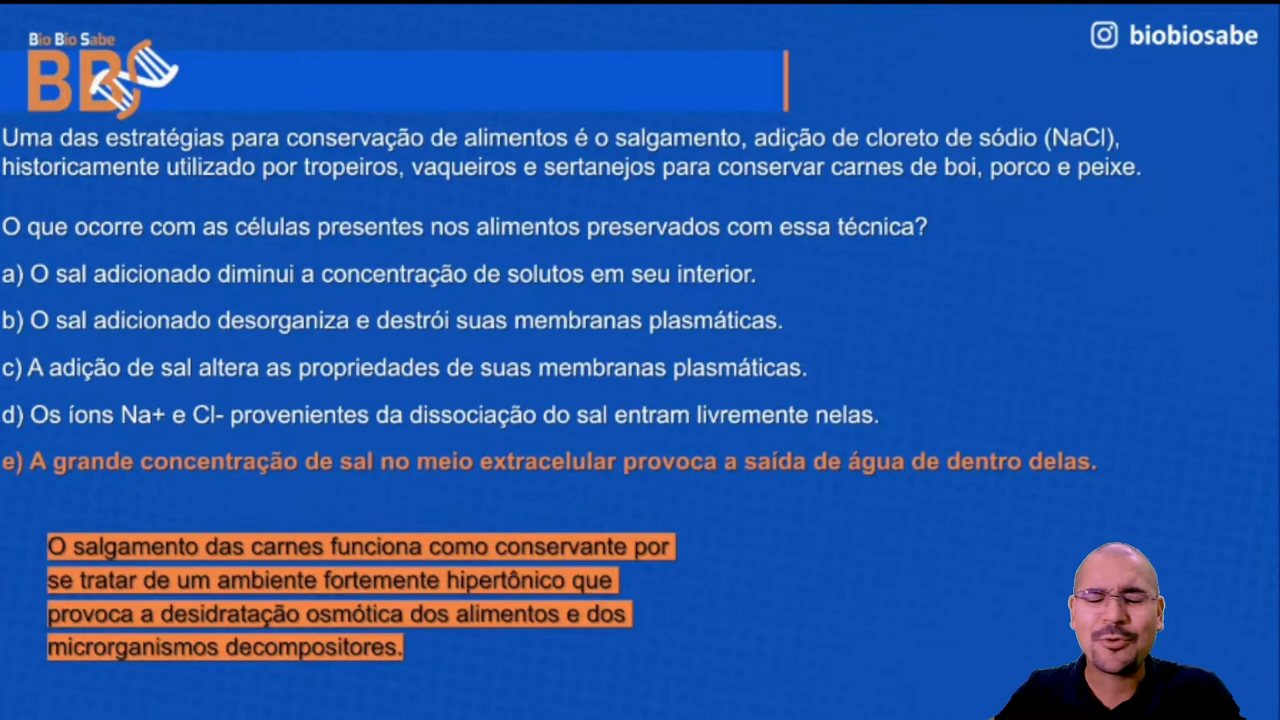 Bio Bio Sabe
BBS
biobiosabe
Uma das estratégias para conservação de alimentos é o salgamento, adição de cloreto de sódio (NaCl),
historicamente utilizado por tropeiros, vaqueiros e sertanejos para conservar carnes de boi, porco e peixe.
O que ocorre com as células presentes nos alimentos preservados com essa técnica?
a) O sal adicionado diminui a concentração de solutos em seu interior.
b) O sal adicionado desorganiza e destrói suas membranas plasmáticas.
c) A adição de sal altera as propriedades de suas membranas plasmáticas.
d) Os íons Na+ e Cl- provenientes da dissociação do sal entram livremente nelas.
e) A grande concentração de sal no meio extracelular provoca a saída de água de dentro delas.
O salgamento das carnes funciona como conservante por
se tratar de um ambiente fortemente hipertônico que
provoca a desidratação osmótica dos alimentos e dos
microrganismos decompositores.